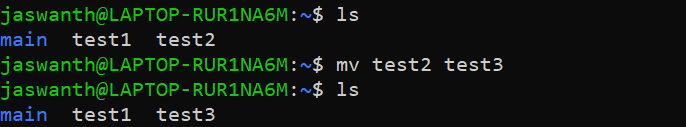 jaswanth@LAPTOP-RUR1NA6M:~$ ls
main  test1  test2
jaswanth@LAPTOP-RUR1NA6M:~$ mv test2 test3
jaswanth@LAPTOP-RUR1NA6M:~$ ls
main  test1  test3